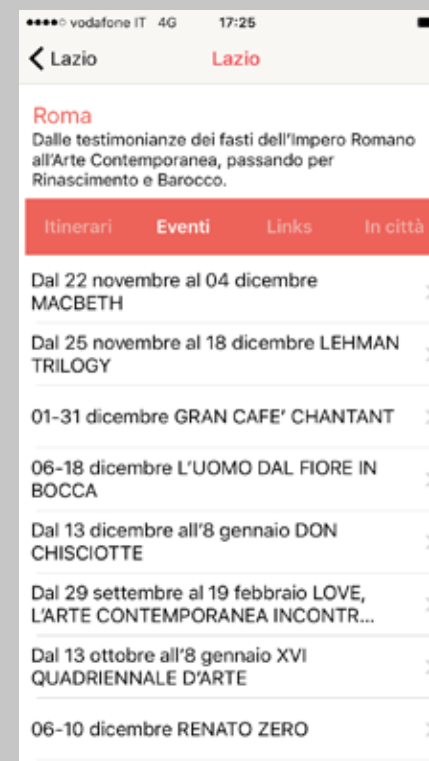 vodafone IT 4G 17:25
Lazio Lazio
Roma
Dalle testimonianze dei fasti dell'Impero Romano
all'Arte Contemporanea, passando per
Rinascimento e Barocco.
Itinerari Eventi Links In città
Dal 22 novembre al 04 dicembre
MACBETH
Dal 25 novembre al 18 dicembre LEHMAN
TRILOGY
01-31 dicembre GRAN CAFE' CHANTANT
06-18 dicembre L'UOMO DAL FIORE IN
BOCCA
Dal 13 dicembre all'8 gennaio DON
CHISCIOTTE
Dal 29 settembre al 19 febbraio LOVE,
L'ARTE CONTEMPORANEA INCONTR...
Dal 13 ottobre all'8 gennaio XVI
QUADRIENNALE D'ARTE
06-10 dicembre RENATO ZERO